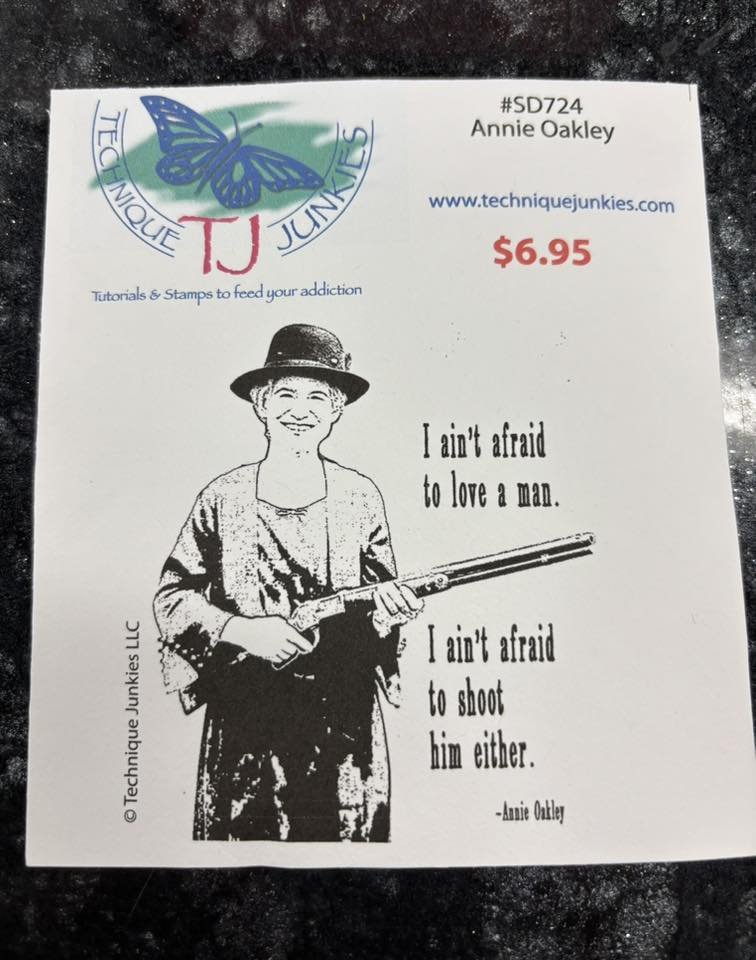 TECHNIQUE
TJ
JUNKIES
Tutorials & Stamps to feed your addiction
#SD724
Annie Oakley
www.techniquejunkies.com
$6.95
I ain't afraid
to love a man.
I ain't afraid
to shoot
him either.
-Annie Oakley
© Technique Junkies LLC